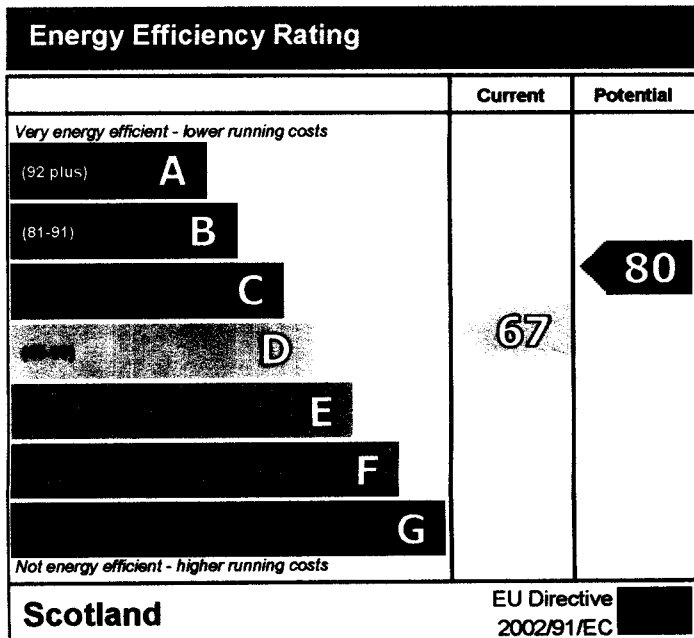 Energy Efficiency Rating
Current Potential
Very energy efficient - lower running costs
(92 plus) A
(81-91) B
C
80
D
67
E
F
G
Not energy efficient - higher running costs
Scotland
EU Directive
2002/91/EC